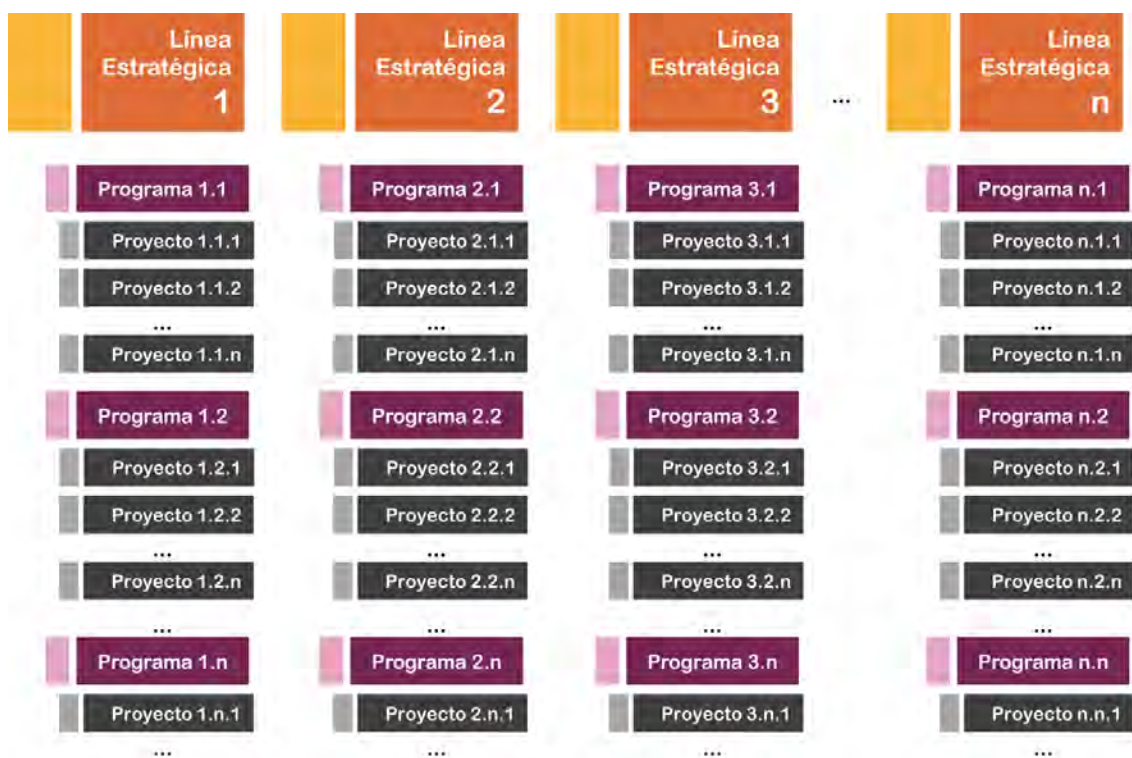 Línea
Estratégica
1
Programa 1.1
Proyecto 1.1.1
Proyecto 1.1.2
...
Proyecto 1.1.n
Programa 1.2
Proyecto 1.2.1
Proyecto 1.2.2
...
Proyecto 1.2.n
...
Programa 1.n
Proyecto 1.n.1
...
Línea
Estratégica
2
Programa 2.1
Proyecto 2.1.1
Proyecto 2.1.2
...
Proyecto 2.1.n
Programa 2.2
Proyecto 2.2.1
Proyecto 2.2.2
...
Proyecto 2.2.n
...
Programa 2.n
Proyecto 2.n.1
...
Línea
Estratégica
3
Programa 3.1
Proyecto 3.1.1
Proyecto 3.1.2
...
Proyecto 3.1.n
Programa 3.2
Proyecto 3.2.1
Proyecto 3.2.2
...
Proyecto 3.2.n
...
Programa 3.n
Proyecto 3.n.1
...
...
Línea
Estratégica
n
Programa n.1
Proyecto n.1.1
Proyecto n.1.2
...
Proyecto n.1.n
Programa n.2
Proyecto n.2.1
Proyecto n.2.2
...
Proyecto n.2.n
...
Programa n.n
Proyecto n.n.1
...